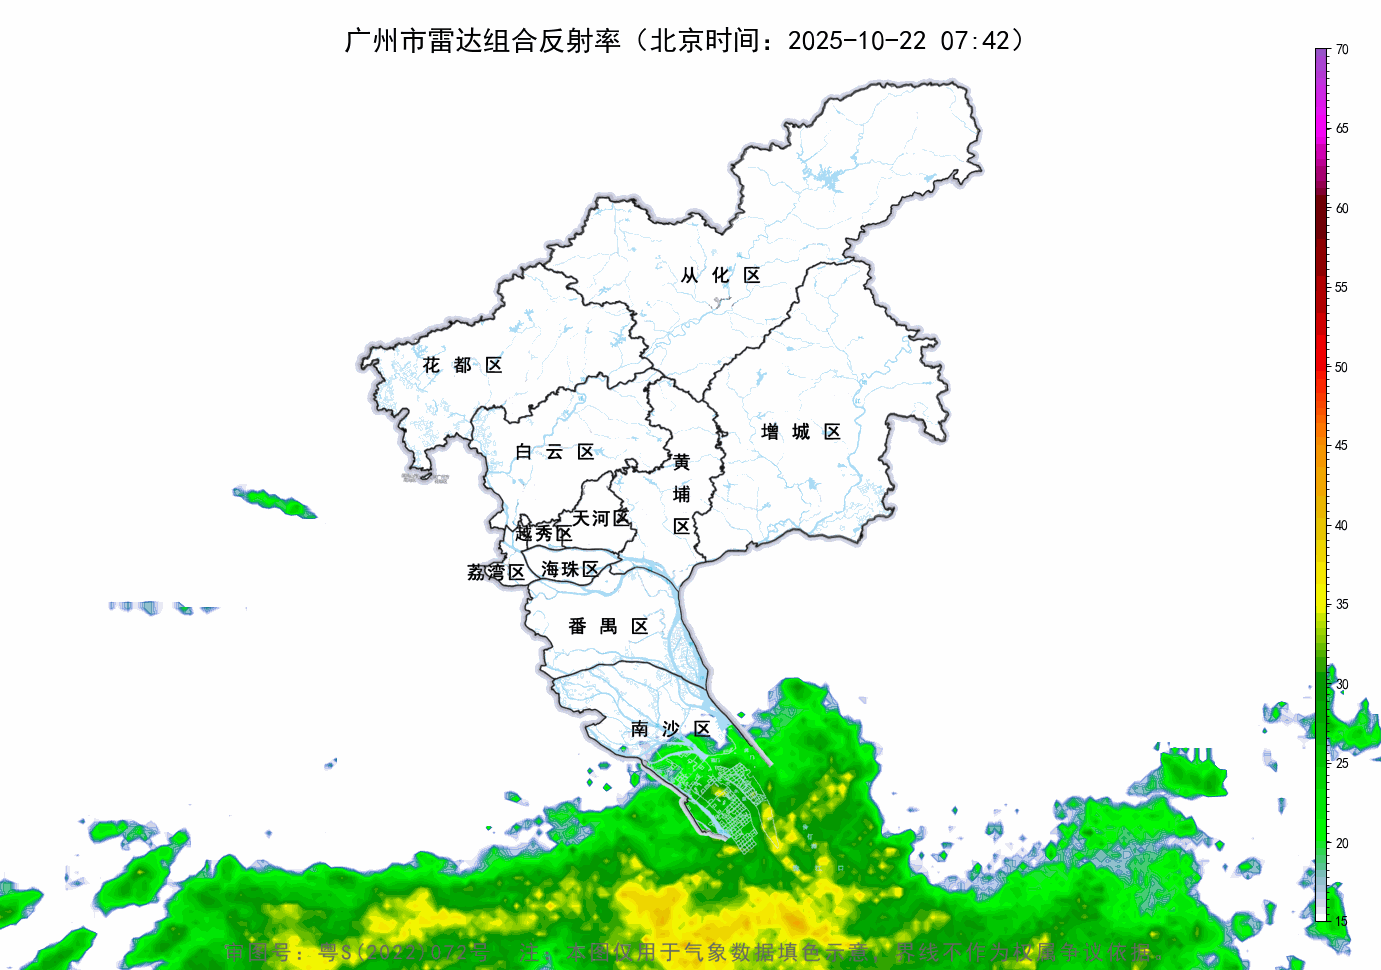 广州市雷达组合反射率（北京时间：2025-10-22 07:42）
70
65
60
55
50
45
40
35
30
25
20
15
从化区
花都区
增城区
白云区
黄埔区
天河区
越秀区
荔湾区
海珠区
番禺区
南沙区
审图号：粤S(2022)072号 注：本图仅用于气象数据填色示意，界线不作为权属争议依据。